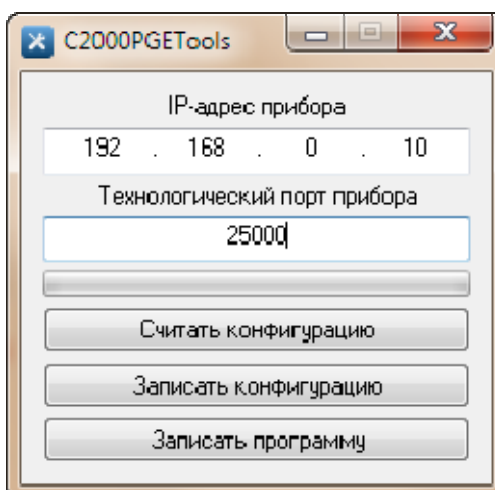 C2000PGETools
IP-адрес прибора
192 . 168 . 0 . 10
Технологический порт прибора
25000
Считать конфигурацию
Записать конфигурацию
Записать программу